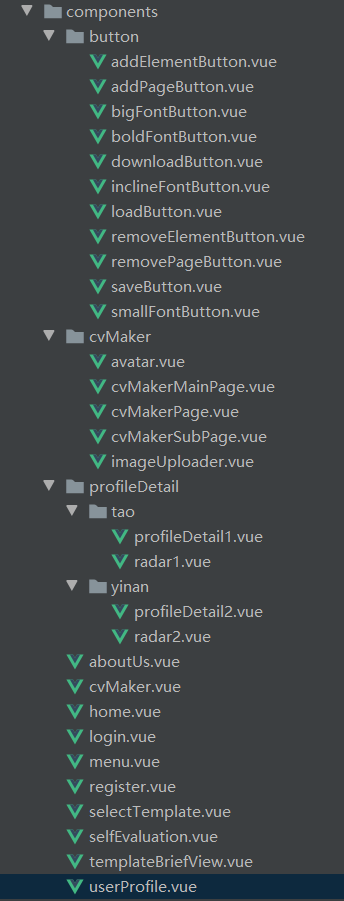 components
button
addElementButton.vue
addPageButton.vue
bigFontButton.vue
boldFontButton.vue
downloadButton.vue
inclineFontButton.vue
loadButton.vue
removeElementButton.vue
removePageButton.vue
saveButton.vue
smallFontButton.vue
cvMaker
avatar.vue
cvMakerMainPage.vue
cvMakerPage.vue
cvMakerSubPage.vue
imageUploader.vue
profileDetail
tao
profileDetail1.vue
radar1.vue
yinan
profileDetail2.vue
radar2.vue
aboutUs.vue
cvMaker.vue
home.vue
login.vue
menu.vue
register.vue
selectTemplate.vue
selfEvaluation.vue
templateBriefView.vue
userProfile.vue